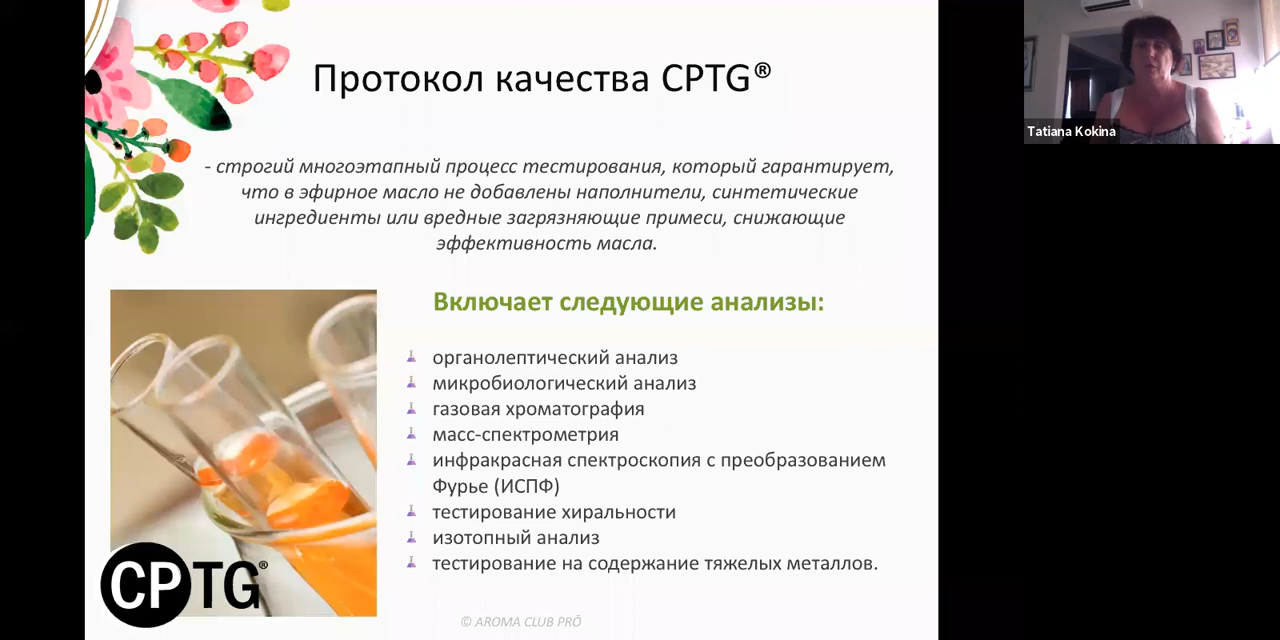 Протокол качества CPTG®
Tatiana Kokina
- строгий многоэтапный процесс тестирования, который гарантирует,
что в эфирное масло не добавлены наполнители, синтетические
ингредиенты или вредные загрязняющие примеси, снижающие
эффективность масла.
Включает следующие анализы:
органолептический анализ
микробиологический анализ
газовая хроматография
масс-спектрометрия
инфракрасная спектроскопия с преобразованием
Фурье (ИСПФ)
тестирование хиральности
изотопный анализ
тестирование на содержание тяжелых металлов.
CPTG®
© AROMA CLUB PRŌ